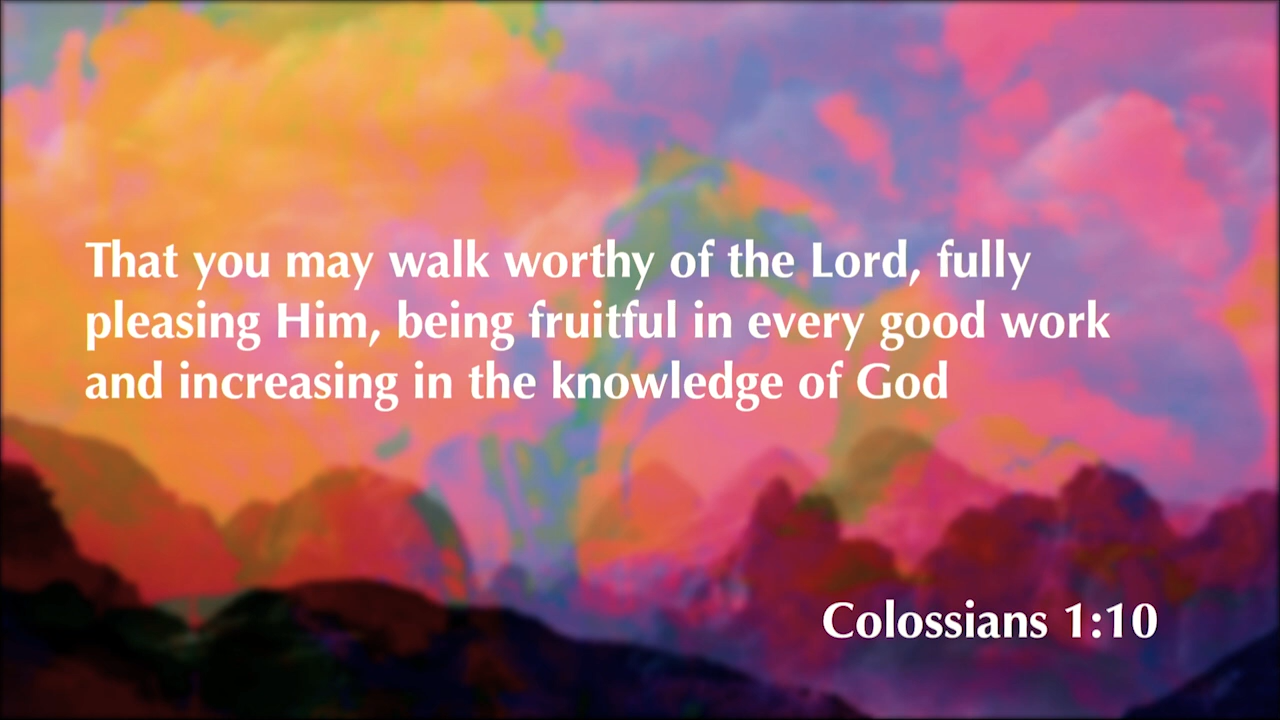 That you may walk worthy of the Lord, fully
pleasing Him, being fruitful in every good work
and increasing in the knowledge of God
Colossians 1:10